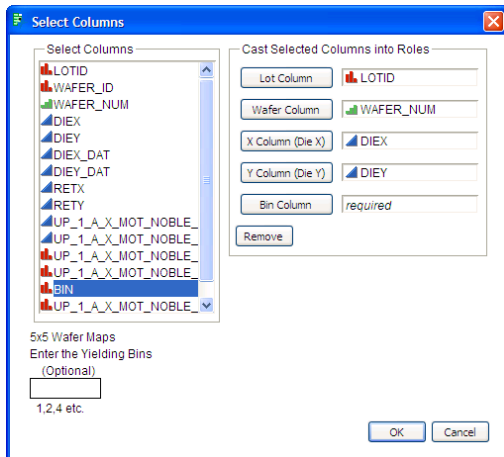 Select Columns
Select Columns
LOTID
WAFER_ID
WAFER_NUM
DIEX
DIEY
DIEX_DAT
DIEY_DAT
RETX
RETY
UP_1_A_X_MOT_NOBLE_
UP_1_A_X_MOT_NOBLE_
UP_1_A_X_MOT_NOBLE_
BIN
UP_1_A_X_MOT_NOBLE_
Cast Selected Columns into Roles
Lot Column LOTID
Wafer Column WAFER_NUM
X Column (Die X) DIEX
Y Column (Die Y) DIEY
Bin Column required
Remove
5x5 Wafer Maps
Enter the Yielding Bins
(Optional)
1,2,4 etc.
OK Cancel